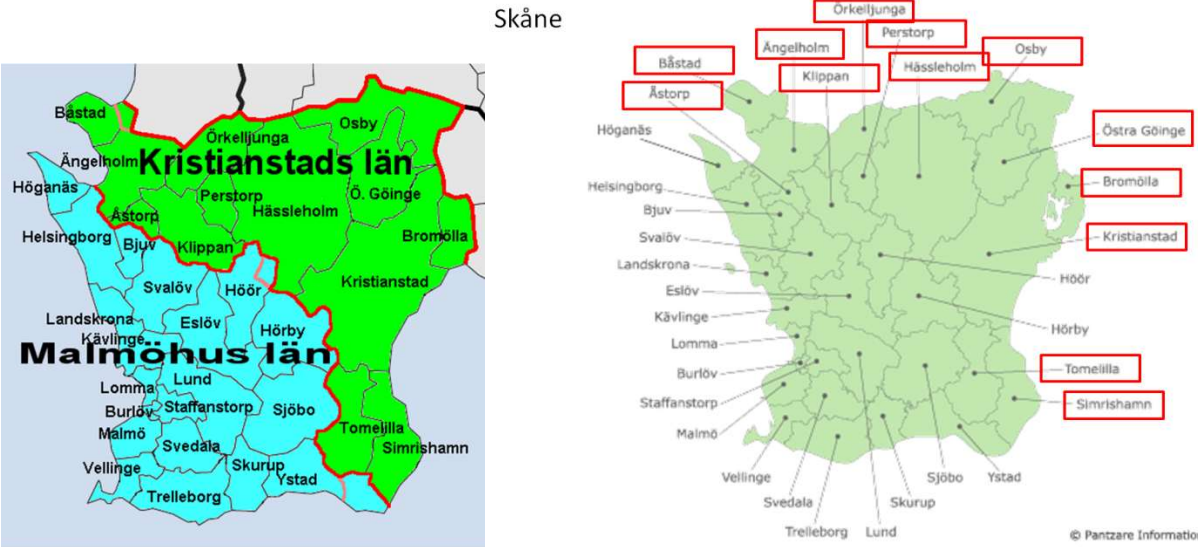 Skåne
Båstad
Örkelljunga
Osby
Ängelholm
Kristianstads län
Höganäs
Perstorp
Ö. Göinge
Åstorp
Hässleholm
Helsingborg
Bjuv
Klippan
Bromölla
Svalöv
Höör
Kristianstad
Landskrona
Eslöv
Hörby
Kävlinge
Malmöhus län
Lomma
Lund
Burlöv
Staffanstorp
Sjöbo
Malmö
Tomelilla
Svedala
Simrishamn
Vellinge
Skurup
Ystad
Trelleborg
Örkelljunga
Perstorp
Ängelholm
Osby
Båstad
Klippan
Hässleholm
Åstorp
Höganäs
Östra Göinge
Helsingborg
Bromölla
Bjuv
Svalöv
Kristianstad
Landskrona
Höör
Eslöv
Kävlinge
Hörby
Lomma
Burlöv
Tomelilla
Staffanstorp
Simrishamn
Malmö
Vellinge
Sjöbo
Ystad
Svedala
Skurup
Trelleborg
Lund
© Pantzare Informatio